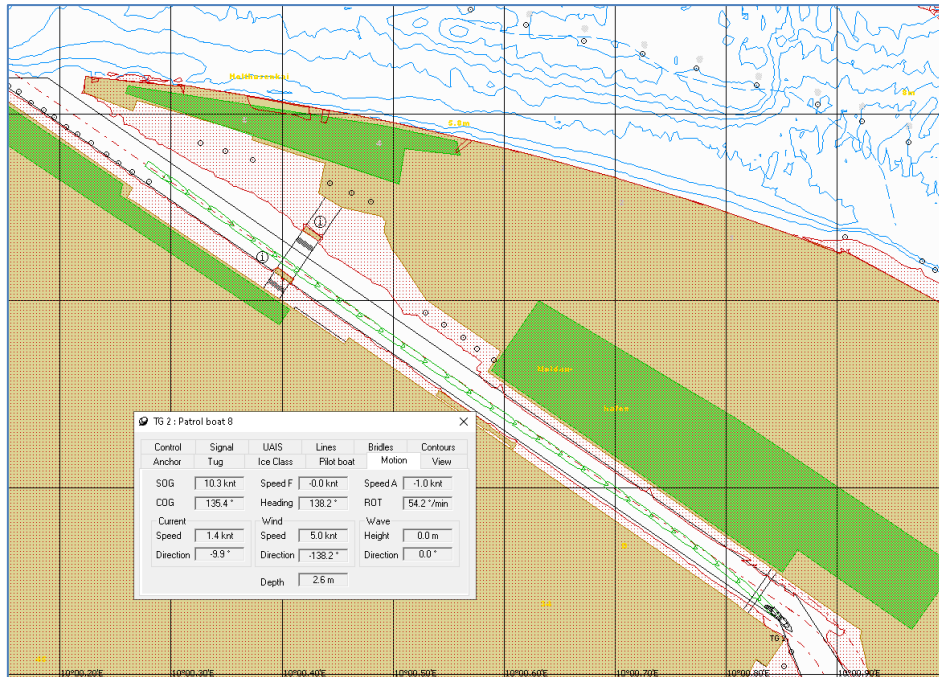 6.0m
①
①
TG 2 : Patrol boat 8
Control Signal UAIS Lines Bridles Contours
Anchor Tug Ice Class Pilot boat Motion View
SOG 10.3 knt Speed F -0.0 knt Speed A -1.0 knt
COG 135.4 ° Heading 138.2 ° ROT 54.2 °/min
Current Wind Wave
Speed 1.4 knt Speed 5.0 knt Height 0.0 m
Direction -9.9 ° Direction -138.2 ° Direction 0.0 °
Depth 2.6 m
Hafen
TG 2
10°00.20'E 10°00.30'E 10°00.40'E 10°00.50'E 10°00.60'E 10°00.70'E 10°00.80'E 10°00.90'E